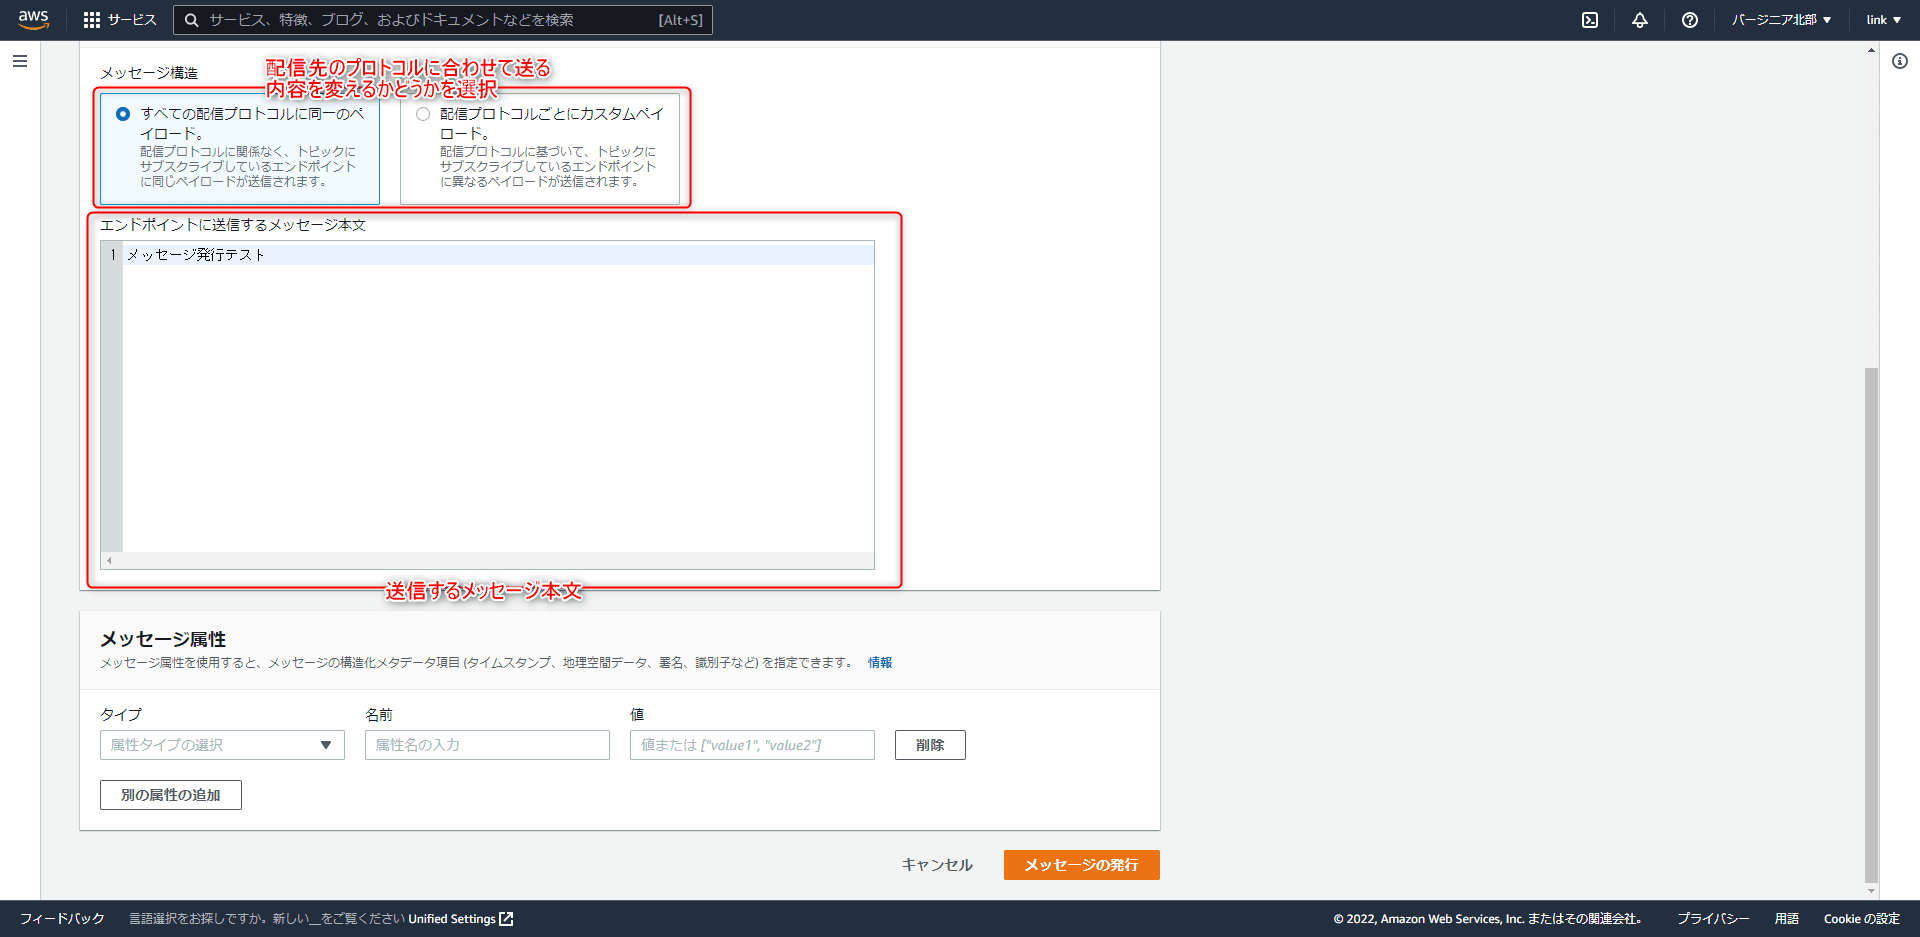 aws
サービス
サービス、特徴、ブログ、およびドキュメントなどを検索
[Alt+S]
バージニア北部 ▼
link ▼
メッセージ構造
配信先のプロトコルに合わせて送る
内容を変えるかどうかを選択
すべての配信プロトコルに同一のペ
イロード。
配信プロトコルに関係なく、トピックに
サブスクライブしているエンドポイント
に同じペイロードが送信されます。
配信プロトコルごとにカスタムペイ
ロード。
配信プロトコルに基づいて、トピックに
サブスクライブしているエンドポイント
に異なるペイロードが送信されます。
エンドポイントに送信するメッセージ本文
1 メッセージ発行テスト
送信するメッセージ本文
メッセージ属性
メッセージ属性を使用すると、メッセージの構造化メタデータ項目 (タイムスタンプ、地理空間データ、署名、識別子など) を指定できます。 情報
タイプ
名前
値
属性タイプの選択
属性名の入力
値または ["value1", "value2"]
削除
別の属性の追加
キャンセル
メッセージの発行
フィードバック
言語選択をお探しですか。新しい__をご覧ください Unified Settings
© 2022, Amazon Web Services, Inc. またはその関連会社。
プライバシー
用語
Cookie の設定